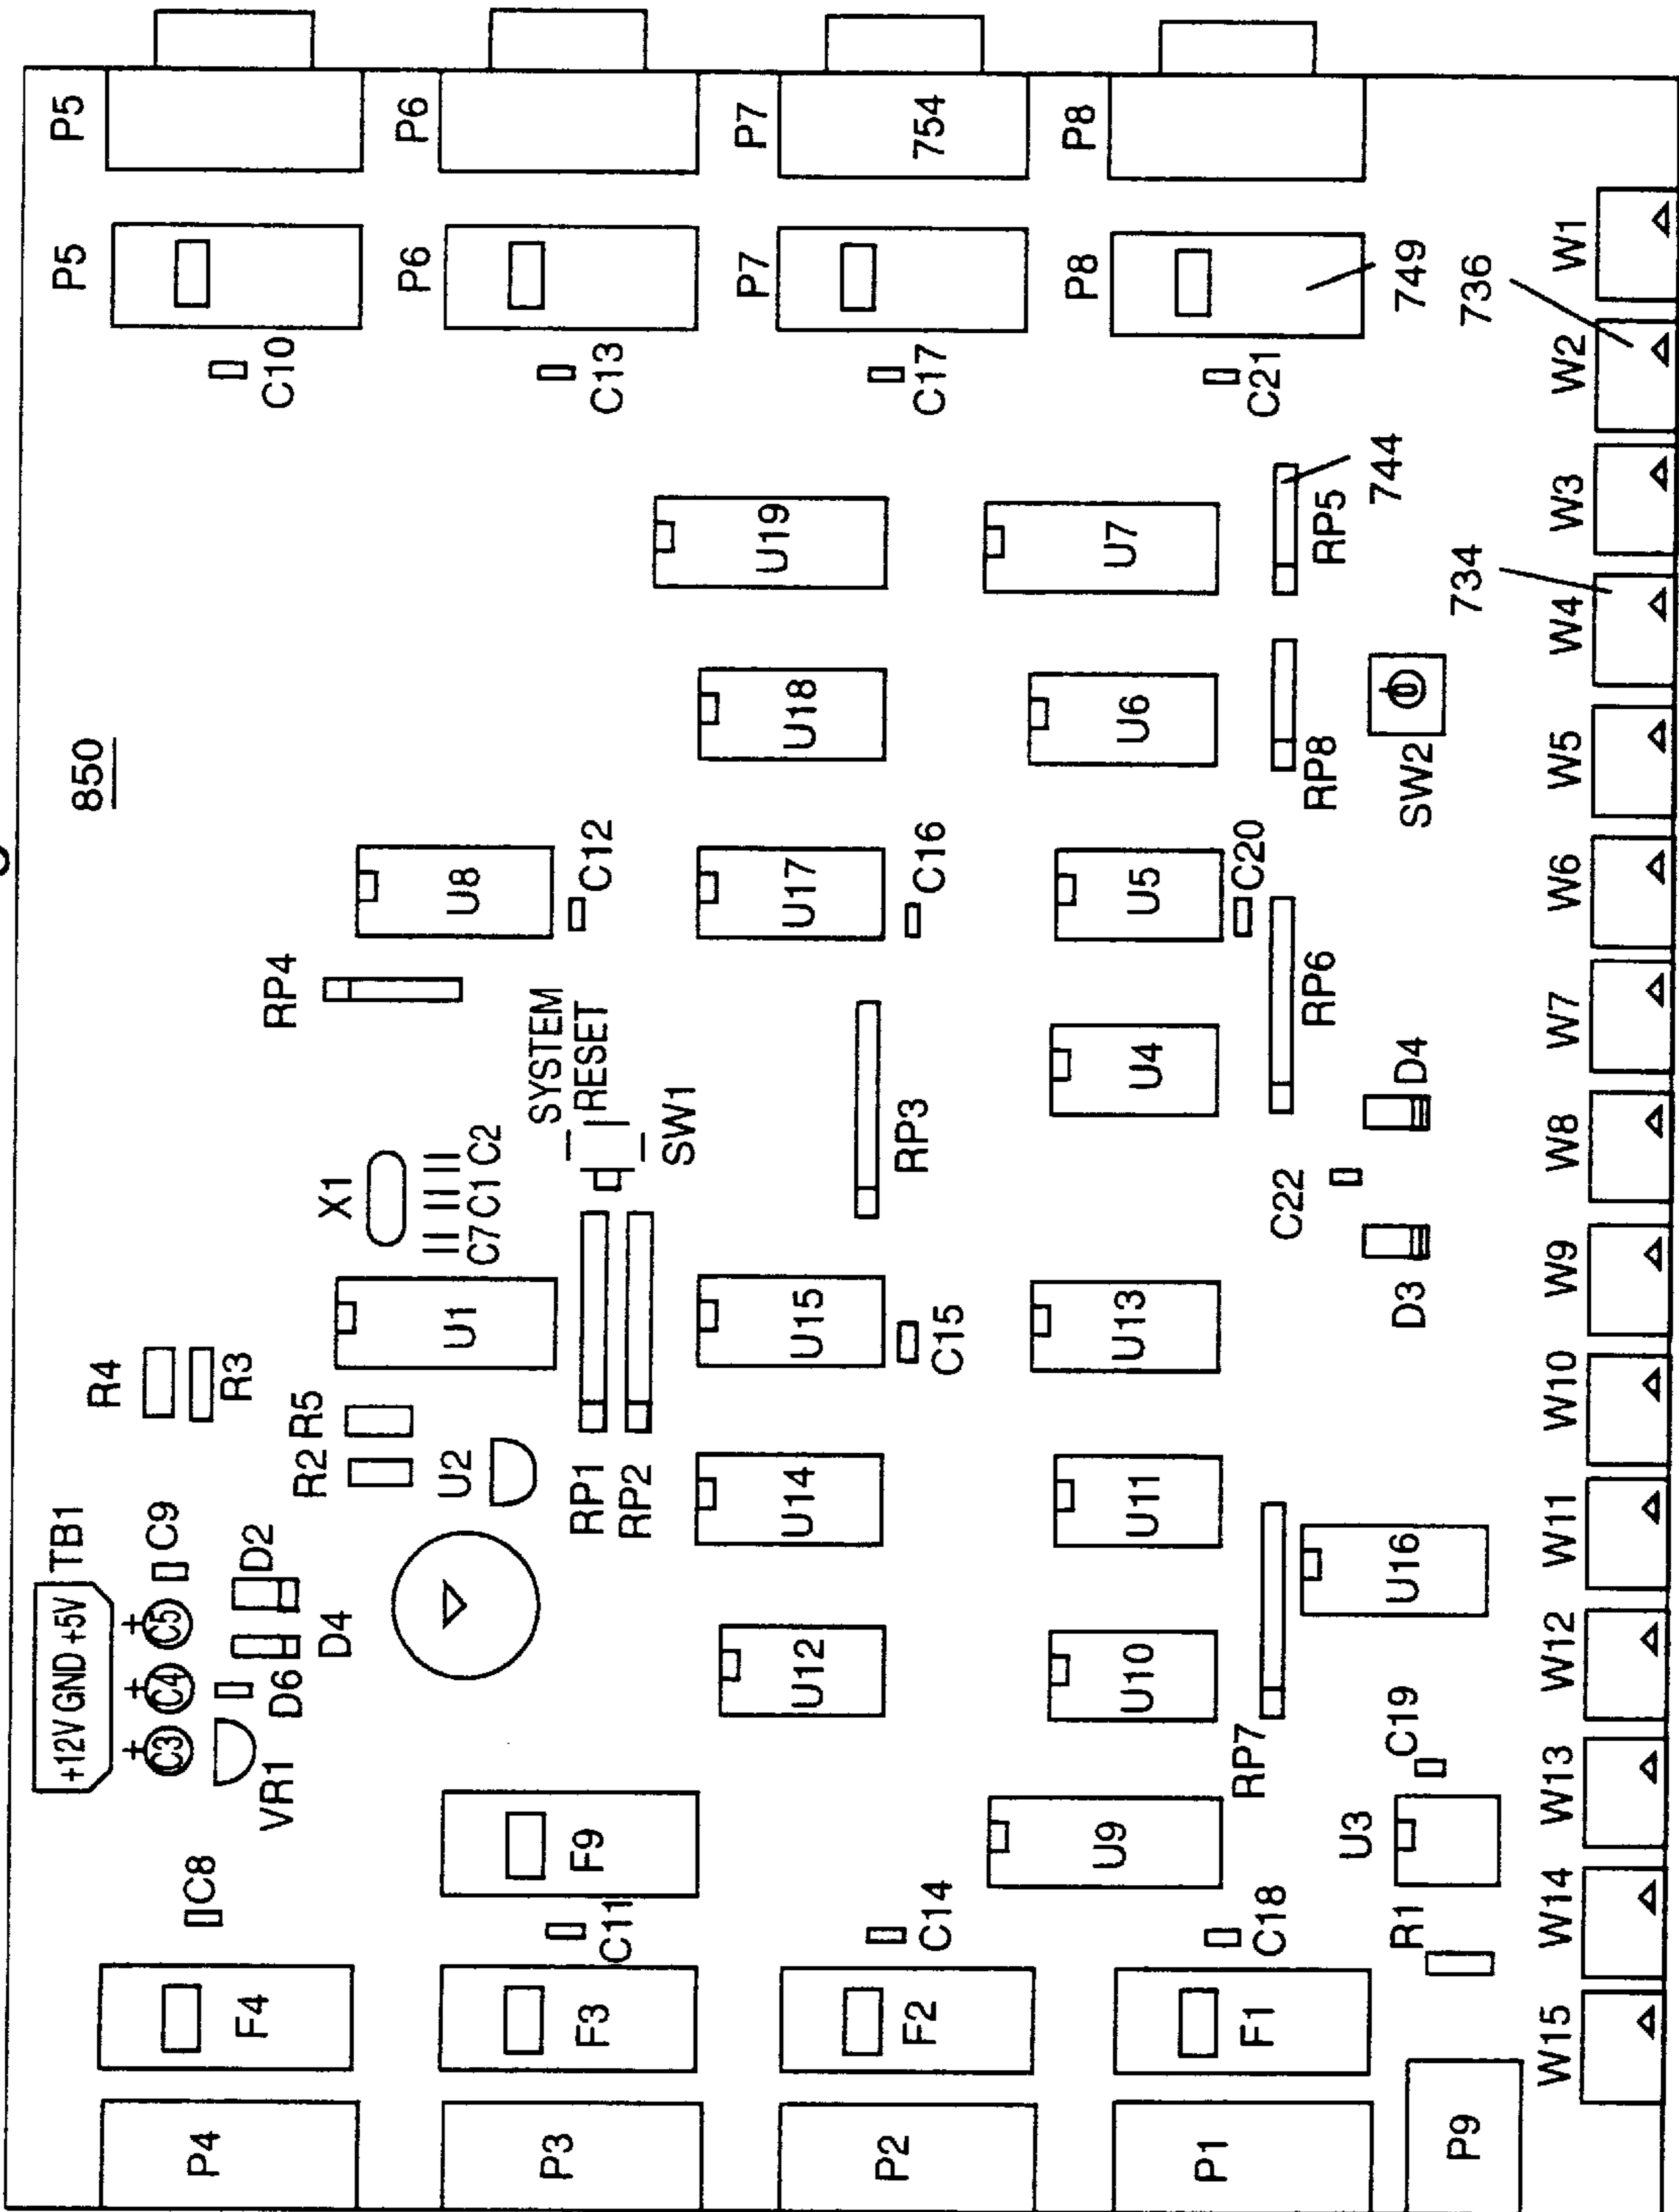 TB1
+12V GND +5V
P5
P5
850
R4
C3
C4
C5
C9
P4
C8
R3
F4
D2
VR1
D6
RP4
C10
R2
R5
D4
X1
P6
P6
U2
U1
U8
C7
C1
C2
SYSTEM
RESET
P3
F3
F9
RP1
C12
C13
C11
RP2
SW1
P7
P7
U12
U14
U15
U17
U18
U19
P2
F2
RP3
C14
C15
C16
C17
754
P8
P8
U9
U10
U11
U13
U4
U5
U6
U7
P1
F1
RP7
C20
C21
C18
C22
RP6
RP8
RP5
U3
744
R1
C19
U16
D3
D4
SW2
749
P9
734
736
W15
W14
W13
W12
W11
W10
W9
W8
W7
W6
W5
W4
W3
W2
W1